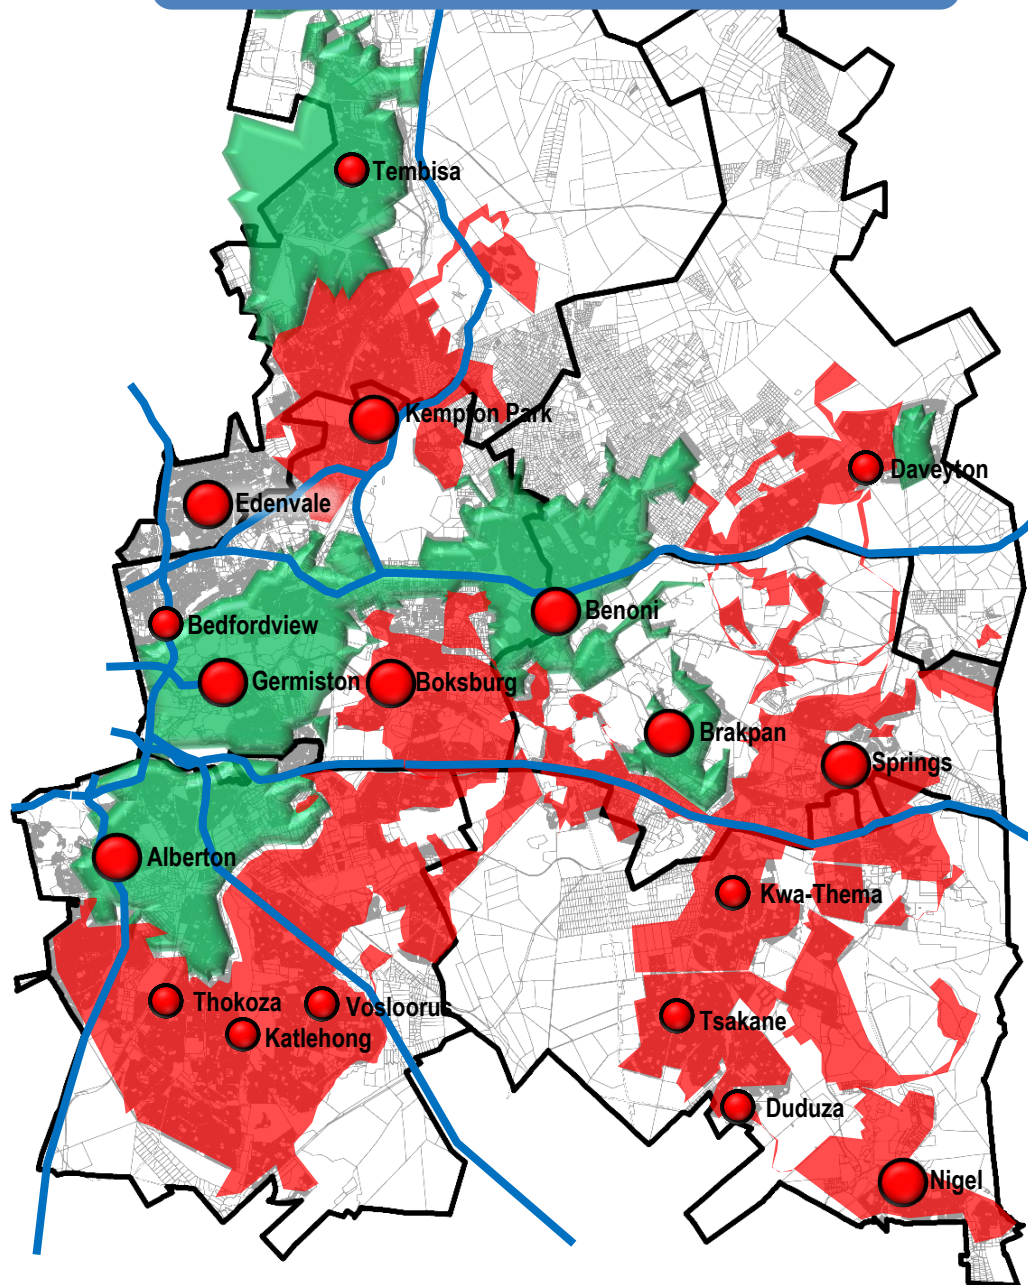 Tembisa
Kempton Park
Daveyton
Edenvale
Benoni
Bedfordview
Germiston
Boksburg
Brakpan
Springs
Alberton
Kwa-Thema
Thokoza
Vosloorus
Tsakane
Katlehong
Duduza
Nigel